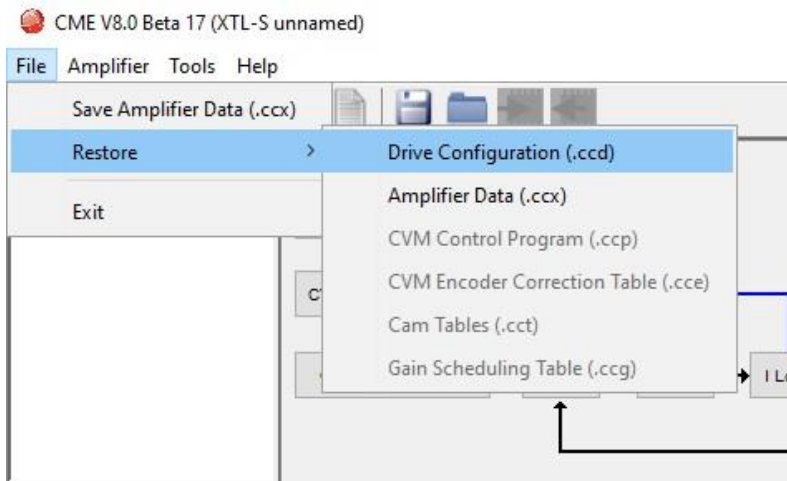 CME V8.0 Beta 17 (XTL-S unnamed)
File Amplifier Tools Help
Save Amplifier Data (.ccx)
Restore >
Drive Configuration (.ccd)
Amplifier Data (.ccx)
CVM Control Program (.ccp)
CVM Encoder Correction Table (.cce)
Cam Tables (.cct)
Gain Scheduling Table (.ccg)
Exit